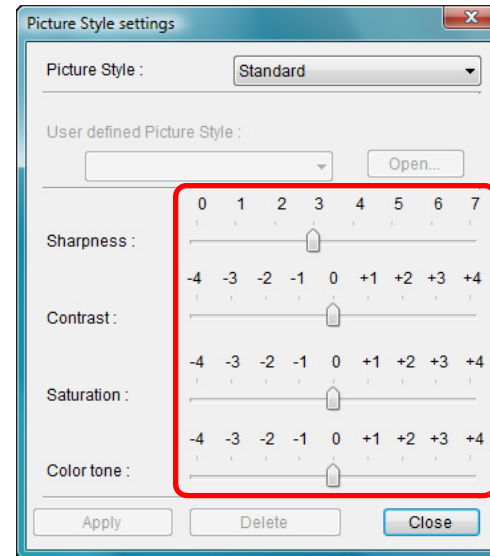 Picture Style settings
Picture Style :
Standard
User defined Picture Style :
Open...
0 1 2 3 4 5 6 7
Sharpness :
-4 -3 -2 -1 0 +1 +2 +3 +4
Contrast :
-4 -3 -2 -1 0 +1 +2 +3 +4
Saturation :
-4 -3 -2 -1 0 +1 +2 +3 +4
Color tone :
Apply Delete Close